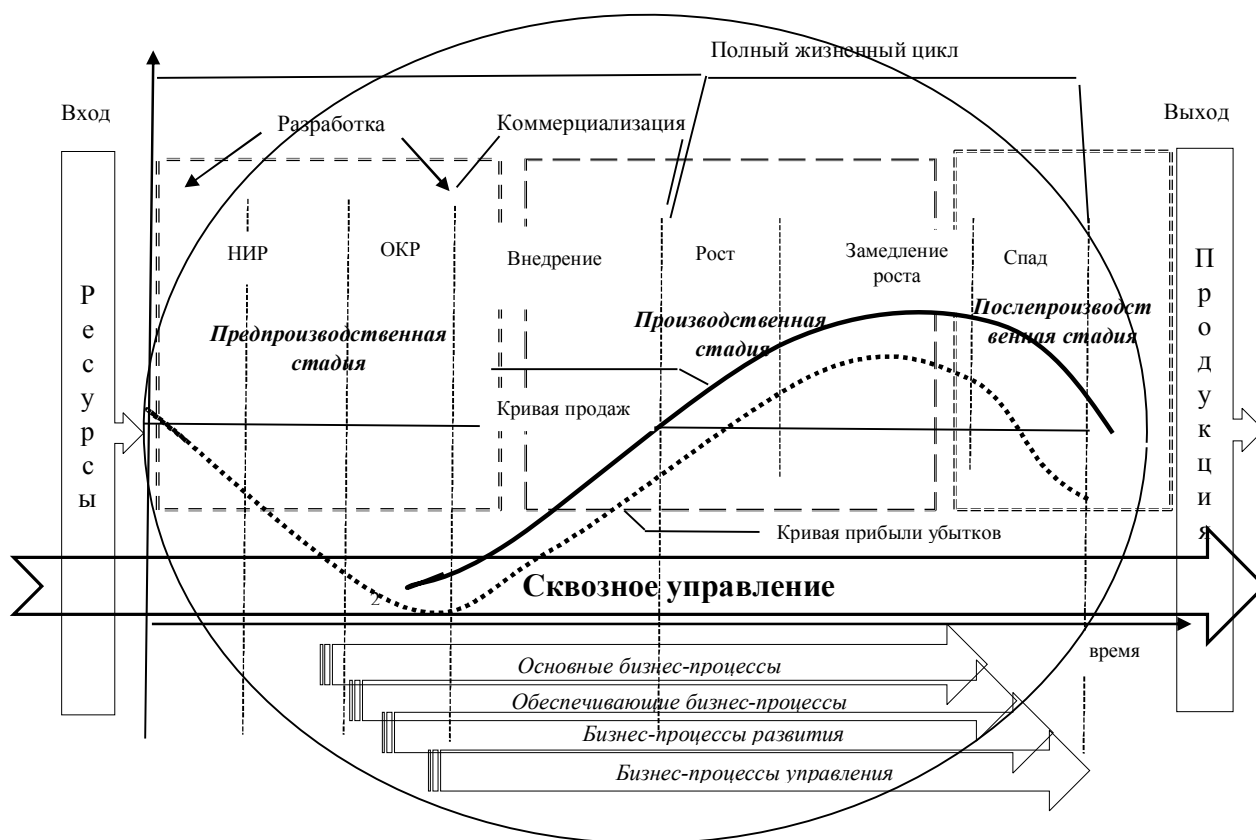 Полный жизненный цикл
Вход
Выход
Разработка
Коммерциализация
НИР
ОКР
Внедрение
Рост
Замедление
роста
Спад
Ресурсы
Продукция
Предпроизводственная
стадия
Производственная
стадия
Послепроизводст
венная стадия
Кривая продаж
Кривая прибыли убытков
Сквозное управление
2
время
Основные бизнес-процессы
Обеспечивающие бизнес-процессы
Бизнес-процессы развития
Бизнес-процессы управления